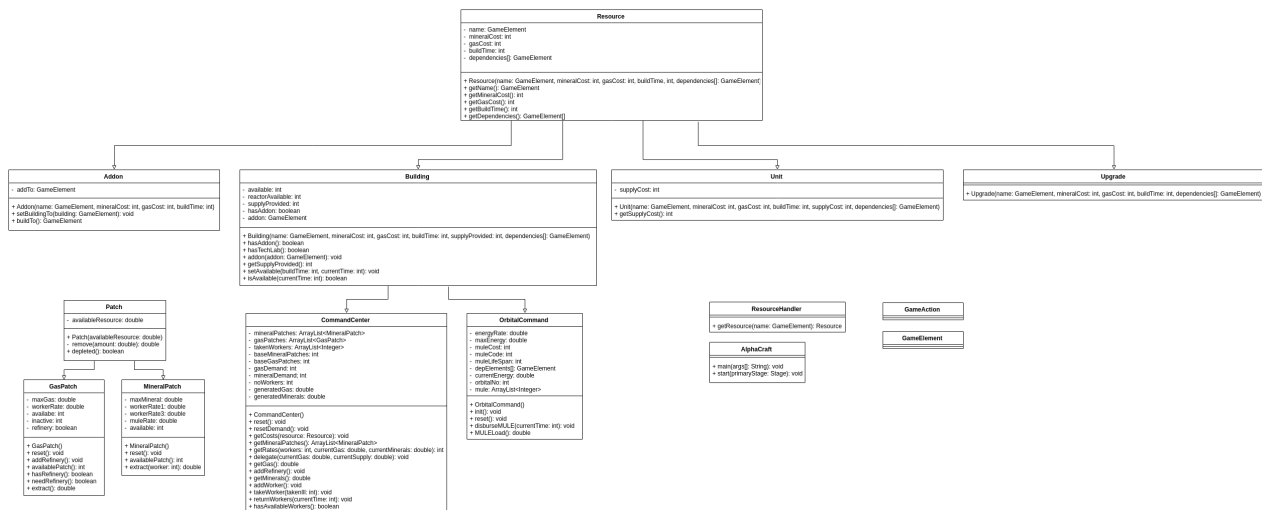 Resource
- name: GameElement
- mineralCost: int
- gasCost: int
- buildTime: int
- dependencies[]: GameElement
+ Resource(name: GameElement, mineralCost: int, gasCost: int, buildTime, int, dependencies[]: GameElement)
+ getName(): GameElement
+ getMineralCost(): int
+ getGasCost(): int
+ getBuildTime(): int
+ getDependencies(): GameElement[]
Addon
- addTo: GameElement
+ Addon(name: GameElement, mineralCost: int, gasCost: int, buildTime: int)
+ setBuildingTo(building: GameElement): void
+ buildTo(): GameElement
Building
- available: int
- reactorAvailable: int
- supplyProvided: int
- hasAddon: boolean
- addon: GameElement
+ Building(name: GameElement, mineralCost: int, gasCost: int, buildTime: int, supplyProvided: int, dependencies[]: GameElement)
+ hasAddon(): boolean
+ hasTechLab(): boolean
+ addon(addon: GameElement): void
+ getSupplyProvided(): int
+ setAvailable(buildTime: int, currentTime: int): void
+ isAvailable(currentTime: int): boolean
Unit
- supplyCost: int
+ Unit(name: GameElement, mineralCost: int, gasCost: int, buildTime: int, supplyCost: int, dependencies[]: GameElement)
+ getSupplyCost(): int
Upgrade
+ Upgrade(name: GameElement, mineralCost: int, gasCost: int, buildTime: int, dependencies[]: GameElement)
Patch
- availableResource: double
+ Patch(availableResource: double)
- remove(amount: double): double
+ depleted(): boolean
GasPatch
- maxGas: double
- workerRate: double
- availabe: int
- inactive: int
- refinery: boolean
+ GasPatch()
+ reset(): void
+ addRefinery(): void
+ availablePatch(): int
+ hasRefinery(): boolean
+ needRefinery(): boolean
+ extract(): double
MineralPatch
- maxMineral: double
- workerRate1: double
- workerRate3: double
- muleRate: double
- available: int
+ MineralPatch()
+ reset(): void
+ availablePatch(): int
+ extract(worker: int): double
CommandCenter
- mineralPatches: ArrayList<MineralPatch>
- gasPatches: ArrayList<GasPatch>
- takenWorkers: ArrayList<Integer>
- baseMineralPatches: int
- baseGasPatches: int
- gasDemand: int
- mineralDemand: int
- noWorkers: int
- generatedGas: double
- generatedMinerals: double
+ CommandCenter()
+ reset(): void
+ resetDemand(): void
+ getCosts(resource: Resource): void
+ getMineralPatches(): ArrayList<MineralPatch>
+ getRates(workers: int, currentGas: double, currentMinerals: double): int
+ delegate(currentGas: double, currentSupply: double): void
+ getGas(): double
+ addRefinery(): void
+ getMinerals(): double
+ addWorker(): void
+ takeWorker(takenill: int): void
+ returnWorkers(currentTime: int): void
+ hasAvailableWorkers(): boolean
OrbitalCommand
- energyRate: double
- maxEnergy: double
- muleCost: int
- muleCode: int
- muleLifeSpan: int
- depElements[]: GameElement
- currentEnergy: double
- orbitalNo: int
- mule: ArrayList<Integer>
+ OrbitalCommand()
+ init(): void
+ reset(): void
+ disburseMULE(currentTime: int): void
+ MULELoad(): double
ResourceHandler
+ getResource(name: GameElement): Resource
AlphaCraft
+ main(args[]: String): void
+ start(primaryStage: Stage): void
GameAction
GameElement